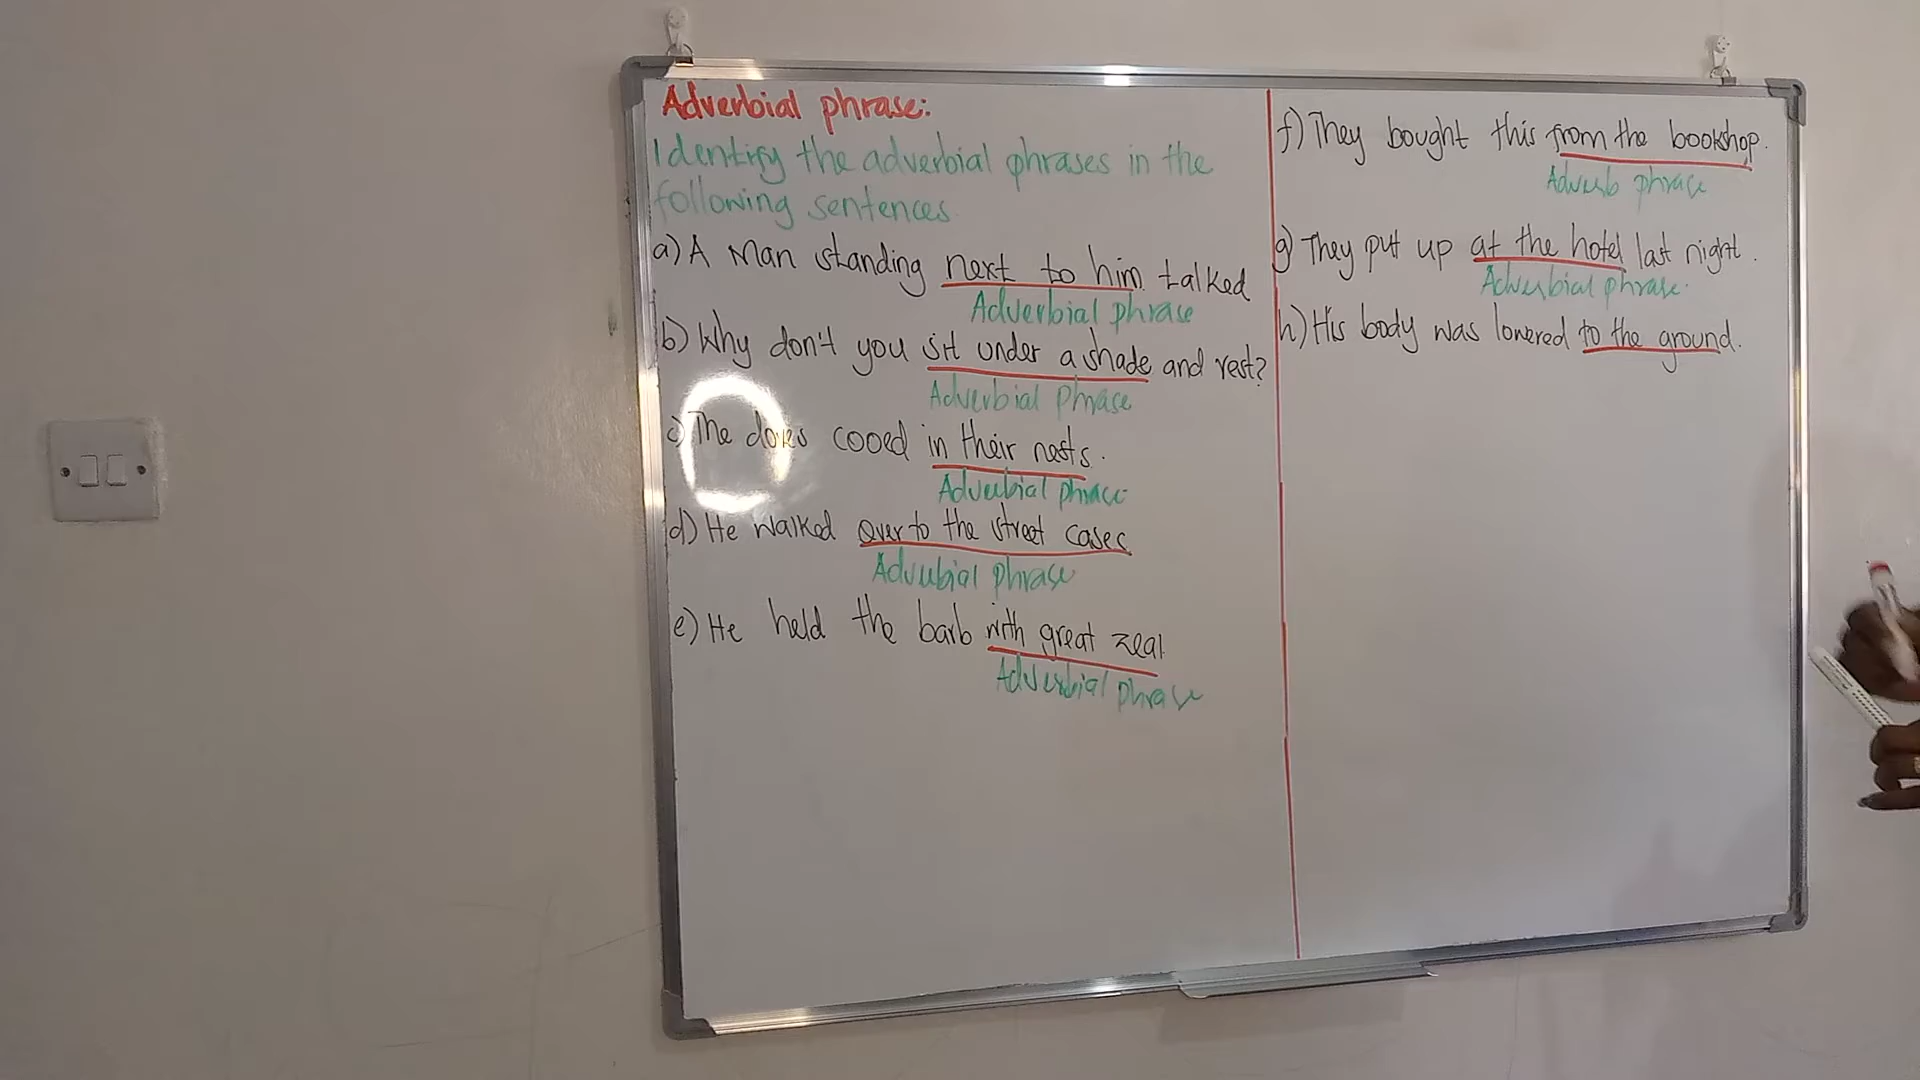 Adverbial phrase:
Identify the adverbial phrases in the
following sentences
a) A Man standing next to him talked
Adverbial phrase
b) Why don't you sit under a shade and rest?
Adverbial Phrase
c) The doves cooed in their nests.
Adverbial phrase
d) He walked over to the street cases
Adverbial phrase
e) He held the barb with great zeal
Adverbial phrase
f) They bought this from the bookshop.
Adverb phrase
g) They put up at the hotel last night.
Adverbial phrase.
h) His body was lowered to the ground.